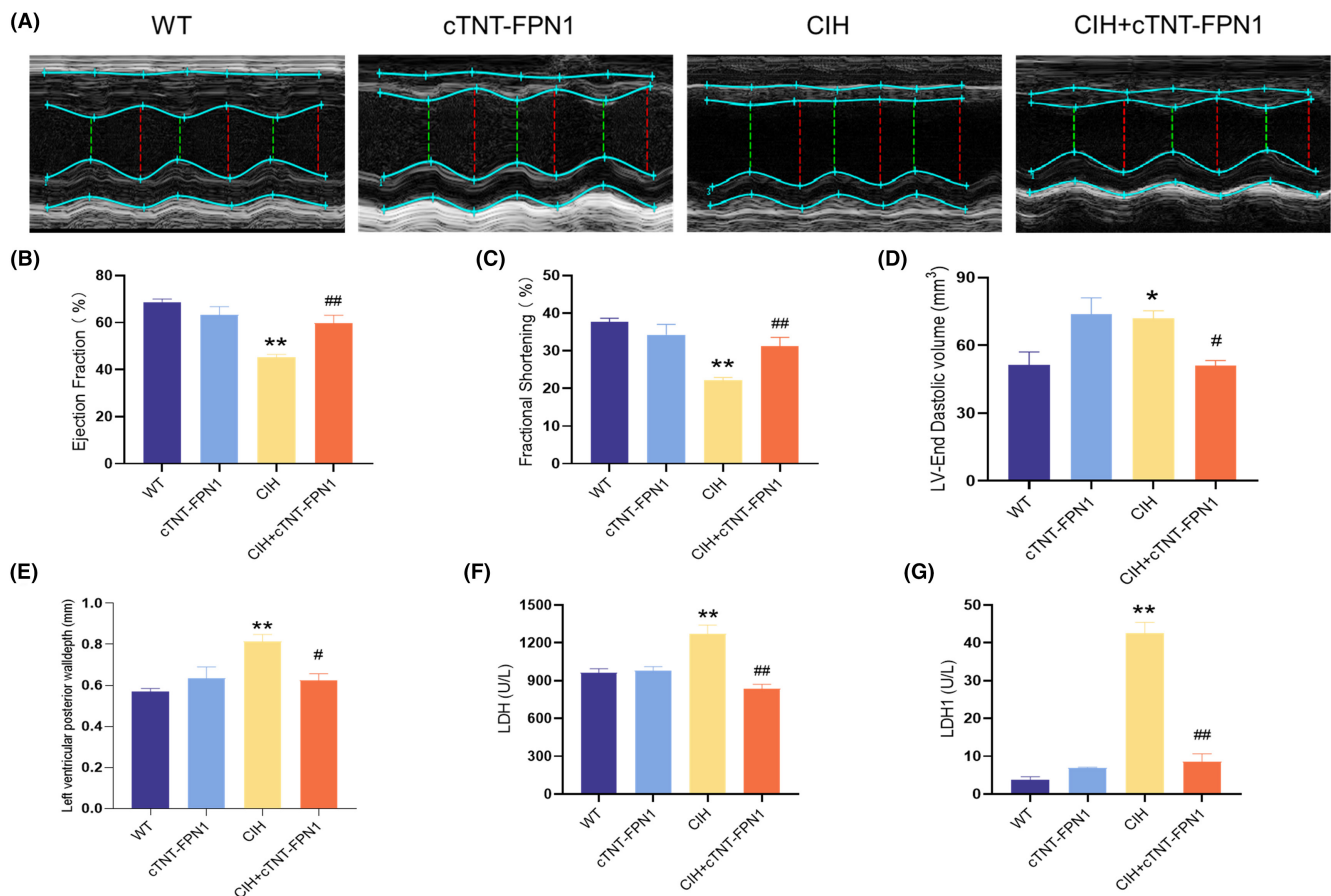 (A)
WT cTNT-FPN1 CIH CIH+cTNT-FPN1
(B)
Ejection Fraction ( %)
80
60
40
20
0
**
##
WT
cTNT-FPN1
CIH
CIH+cTNT-FPN1
(C)
Fractional Shortening ( %)
50
40
30
20
10
0
**
##
WT
cTNT-FPN1
CIH
CIH+cTNT-FPN1
(D)
LV-End Dastolic volume (mm³)
90
60
30
0
*
#
WT
cTNT-FPN1
CIH
CIH+cTNT-FPN1
(E)
Left ventricular posterior walldepth (mm)
1.0
0.8
0.6
0.4
0.2
0.0
**
#
WT
cTNT-FPN1
CIH
CIH+cTNT-FPN1
(F)
LDH (U/L)
1500
1200
900
600
300
0
**
##
WT
cTNT-FPN1
CIH
CIH+cTNT-FPN1
(G)
LDH1 (U/L)
50
40
30
20
10
0
**
##
WT
cTNT-FPN1
CIH
CIH+cTNT-FPN1